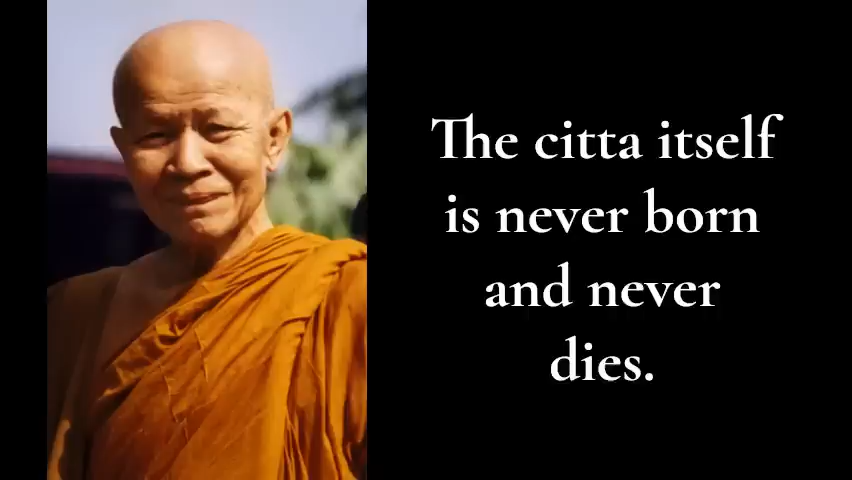 The citta itself
is never born
and never
dies.